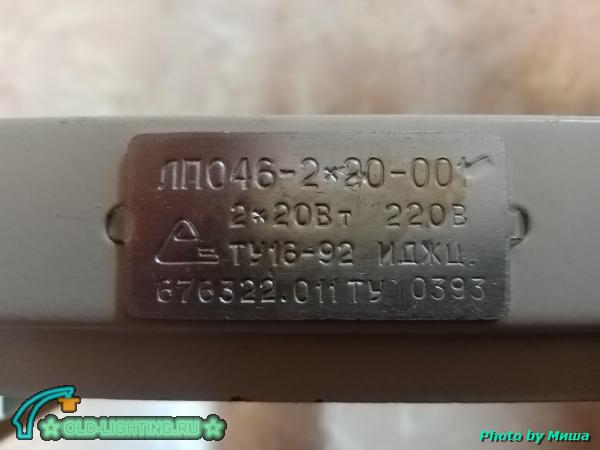 ЛПО46-2×20-001
2×20Вт 220В
ТУ16-92 ИДЖЦ.
676322.011ТУ 0393
OLD-LIGHTING.RU
Photo by Миша